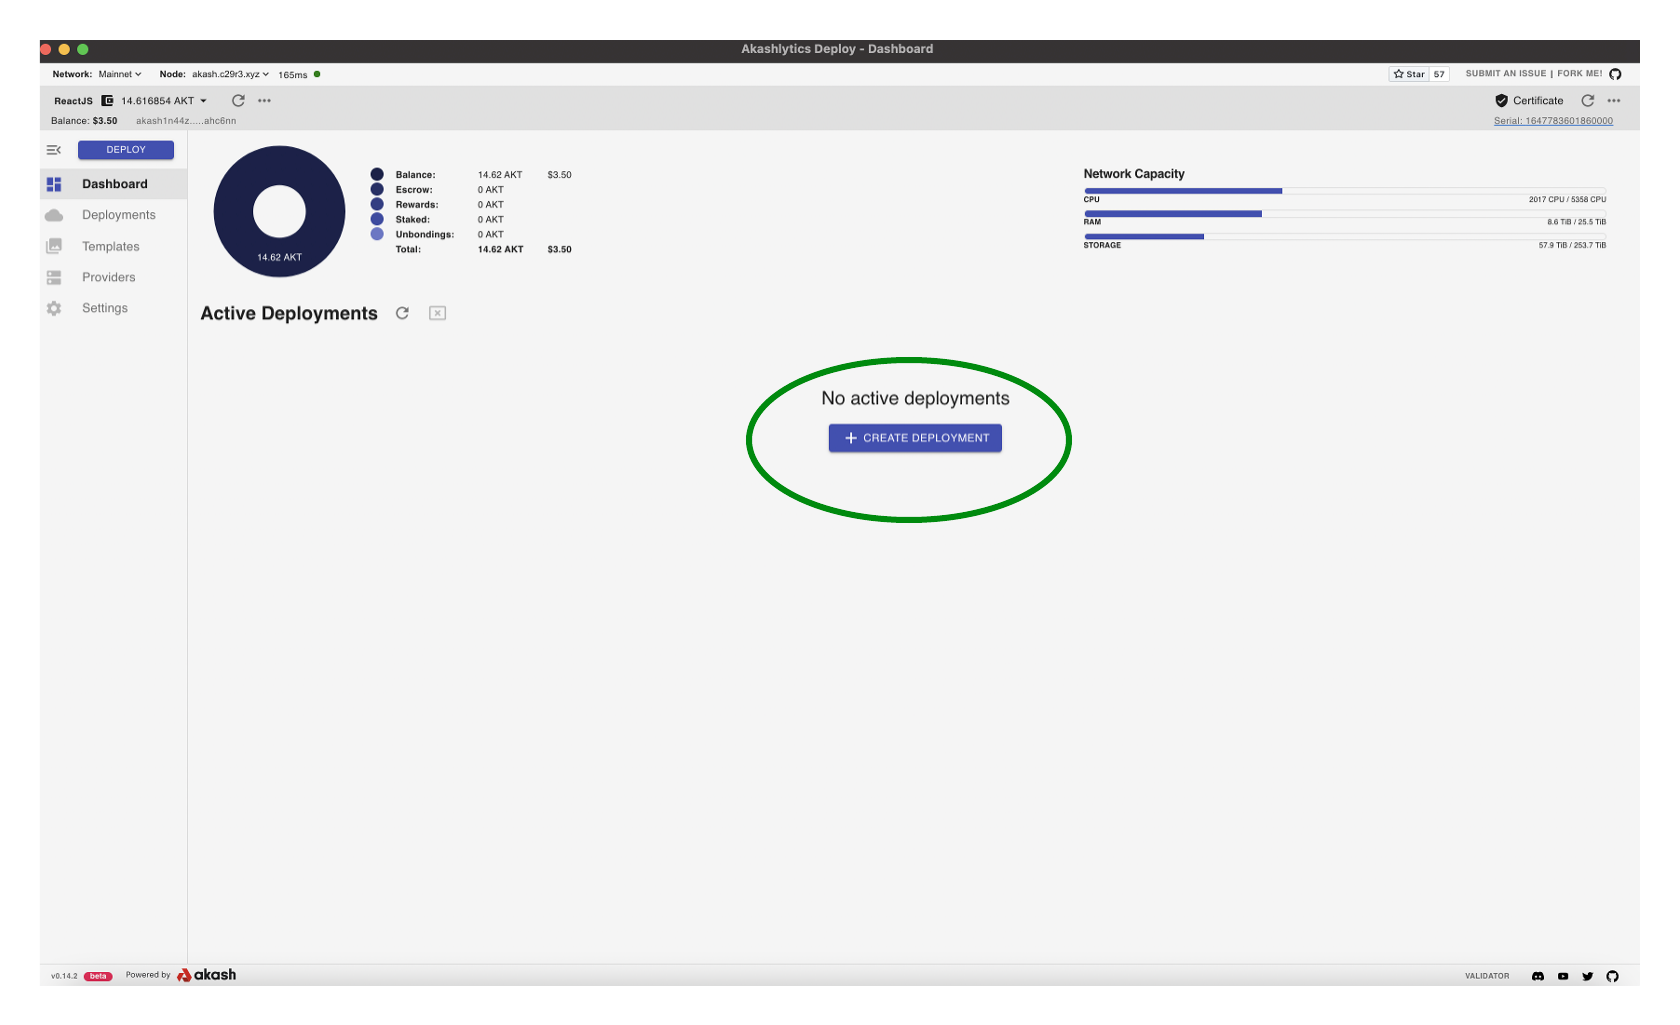 Akashlytics Deploy - Dashboard
Network: Mainnet Node: akash.c29r3.xyz 165ms
Star 57 SUBMIT AN ISSUE | FORK ME!
ReactJS 14.616854 AKT
Certificate
Balance: $3.50 akash1n44z.....ahc6nn
Serial: 1647783601860000
DEPLOY
Dashboard
Deployments
Templates
Providers
Settings
14.62 AKT
Balance: 14.62 AKT $3.50
Escrow: 0 AKT
Rewards: 0 AKT
Staked: 0 AKT
Unbondings: 0 AKT
Total: 14.62 AKT $3.50
Network Capacity
CPU 2017 CPU / 5358 CPU
RAM 8.6 TiB / 25.5 TiB
STORAGE 57.9 TiB / 253.7 TiB
Active Deployments
No active deployments
+ CREATE DEPLOYMENT
v0.14.2 beta Powered by akash
VALIDATOR